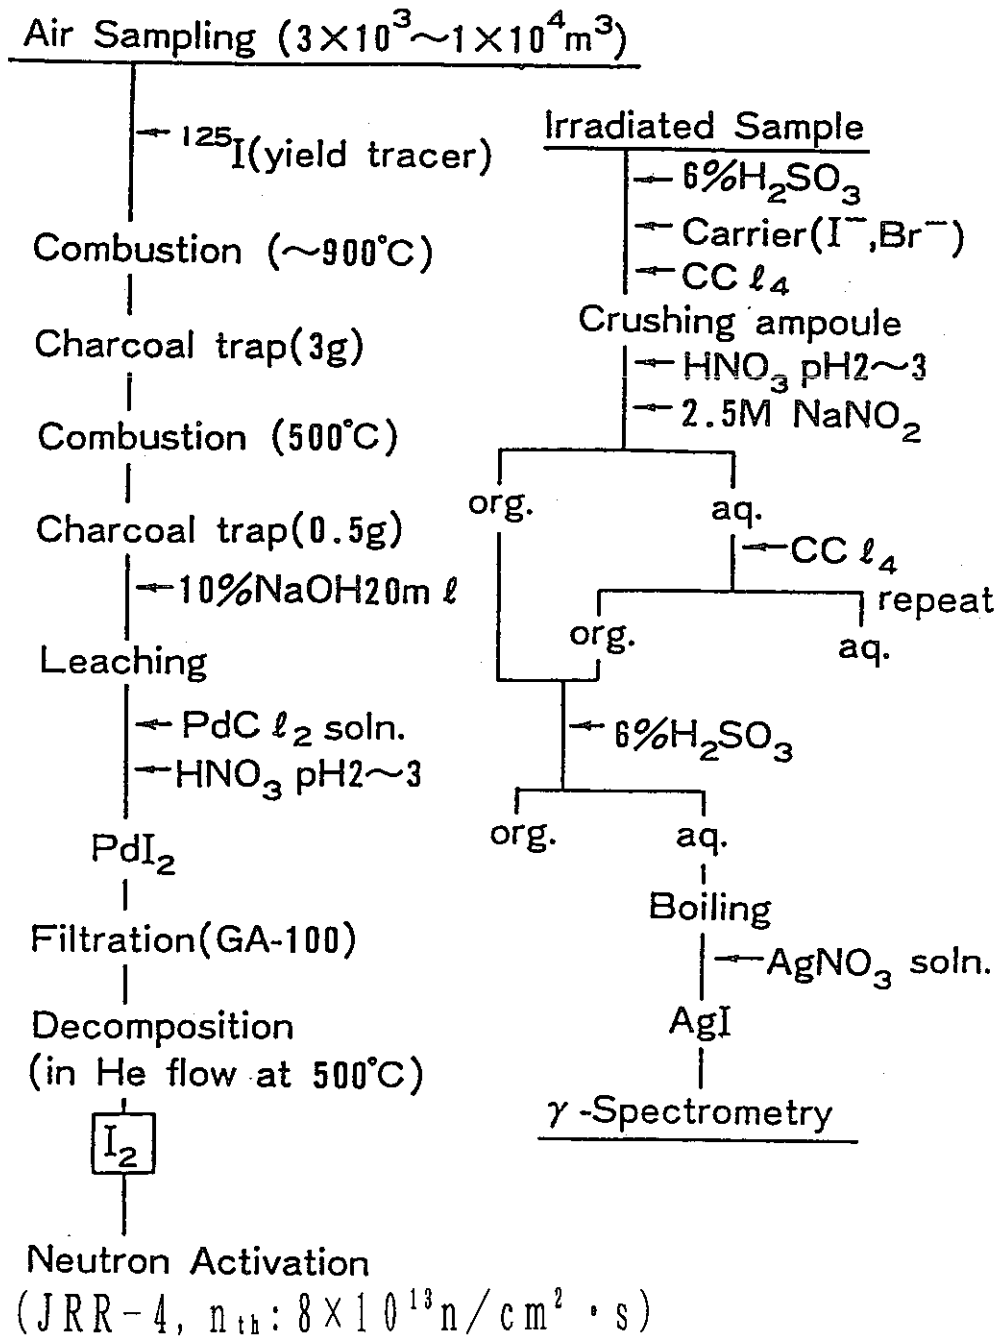 Air Sampling (3×10³~1×10⁴m³)
¹²⁵I(yield tracer)
Combustion (~900℃)
Charcoal trap(3g)
Combustion (500℃)
Charcoal trap(0.5g)
10%NaOH20mℓ
Leaching
PdCℓ₂ soln.
HNO₃ pH2~3
PdI₂
Filtration(GA-100)
Decomposition
(in He flow at 500℃)
I₂
Neutron Activation
(JRR-4, nₜₕ: 8×10¹³n/cm²・s)
Irradiated Sample
6%H₂SO₃
Carrier(I⁻,Br⁻)
CCℓ₄
Crushing ampoule
HNO₃ pH2~3
2.5M NaNO₂
org. aq.
CCℓ₄
repeat
org. aq.
6%H₂SO₃
org. aq.
Boiling
AgNO₃ soln.
AgI
γ-Spectrometry